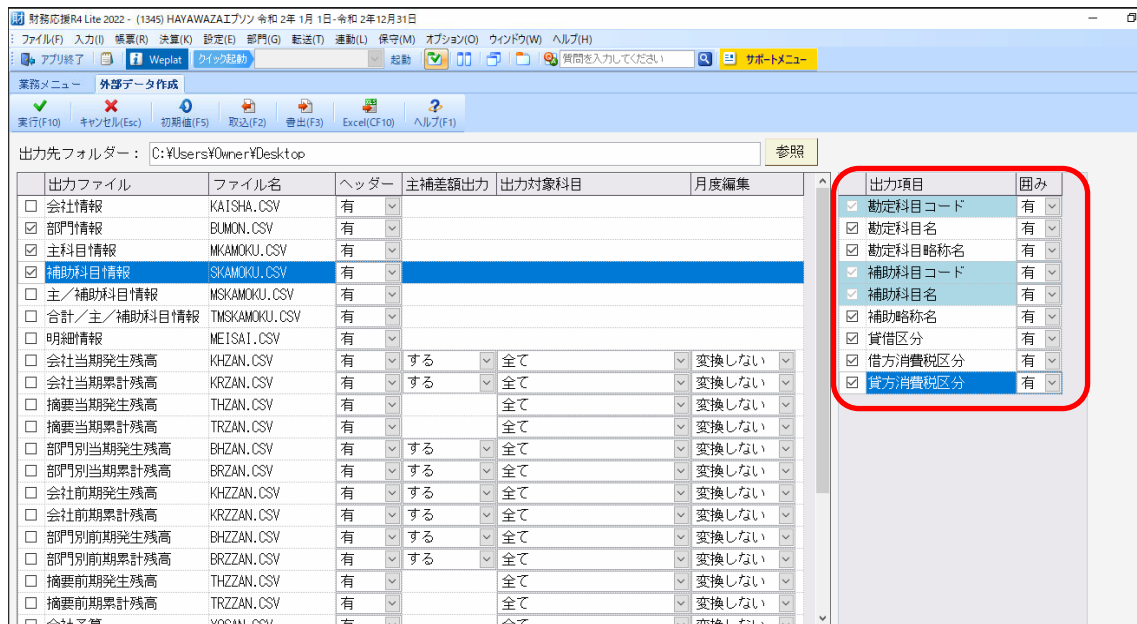 財務応援R4 Lite 2022 - (1345) HAYAWAZAエプソン 令和 2年 1月 1日-令和 2年12月31日
ファイル(F) 入力(I) 帳票(R) 決算(K) 設定(E) 部門(G) 転送(T) 連動(L) 保守(M) オプション(O) ウィンドウ(W) ヘルプ(H)
アプリ終了 Weplat クイック起動 起動 質問を入力してください サポートメニュー
業務メニュー 外部データ作成
実行(F10) キャンセル(Esc) 初期値(F5) 取込(F2) 書出(F3) Excel(CF10) ヘルプ(F1)
出力先フォルダー： C:¥Users¥Owner¥Desktop 参照
出力ファイル ファイル名 ヘッダー 主補差額出力 出力対象科目 月度編集
会社情報 KAISHA.CSV 有
部門情報 BUMON.CSV 有
主科目情報 MKAMOKU.CSV 有
補助科目情報 SKAMOKU.CSV 有
主／補助科目情報 MSKAMOKU.CSV 有
合計／主／補助科目情報 TMSKAMOKU.CSV 有
明細情報 MEISAI.CSV 有
会社当期発生残高 KHZAN.CSV 有 する 全て 変換しない
会社当期累計残高 KRZAN.CSV 有 する 全て 変換しない
摘要当期発生残高 THZAN.CSV 有 全て 変換しない
摘要当期累計残高 TRZAN.CSV 有 全て 変換しない
部門別当期発生残高 BHZAN.CSV 有 する 全て 変換しない
部門別当期累計残高 BRZAN.CSV 有 する 全て 変換しない
会社前期発生残高 KHZZAN.CSV 有 する 全て 変換しない
会社前期累計残高 KRZZAN.CSV 有 する 全て 変換しない
部門別前期発生残高 BHZZAN.CSV 有 する 全て 変換しない
部門別前期累計残高 BRZZAN.CSV 有 する 全て 変換しない
摘要前期発生残高 THZZAN.CSV 有 全て 変換しない
摘要前期累計残高 TRZZAN.CSV 有 全て 変換しない
出力項目 囲み
勘定科目コード 有
勘定科目名 有
勘定科目略称名 有
補助科目コード 有
補助科目名 有
補助略称名 有
貸借区分 有
借方消費税区分 有
貸方消費税区分 有